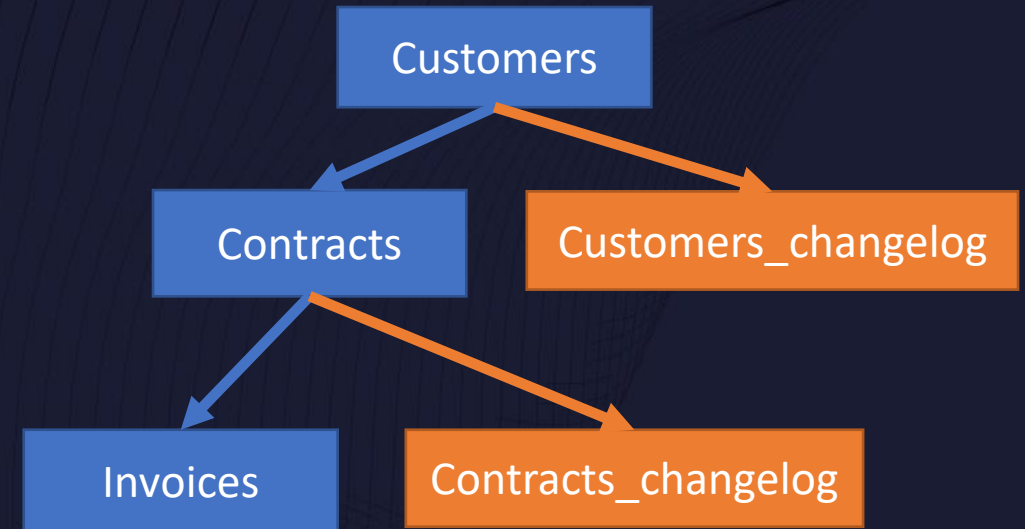 Customers
Contracts
Customers_changelog
Invoices
Contracts_changelog